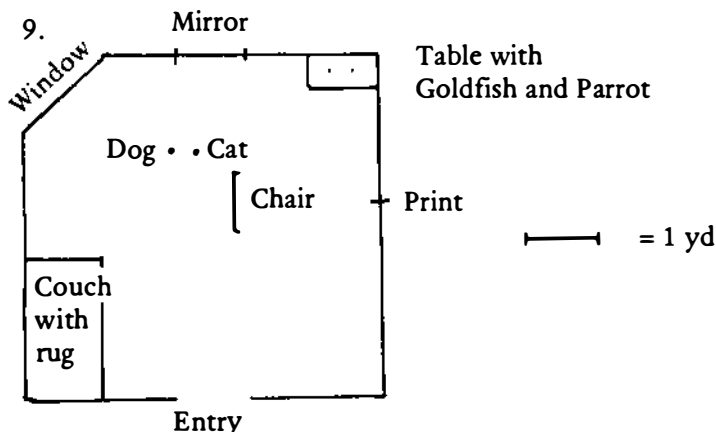 9.
Mirror
Window
Table with
Goldfish and Parrot
Dog • • Cat
Chair
Print
= 1 yd
Couch
with
rug
Entry